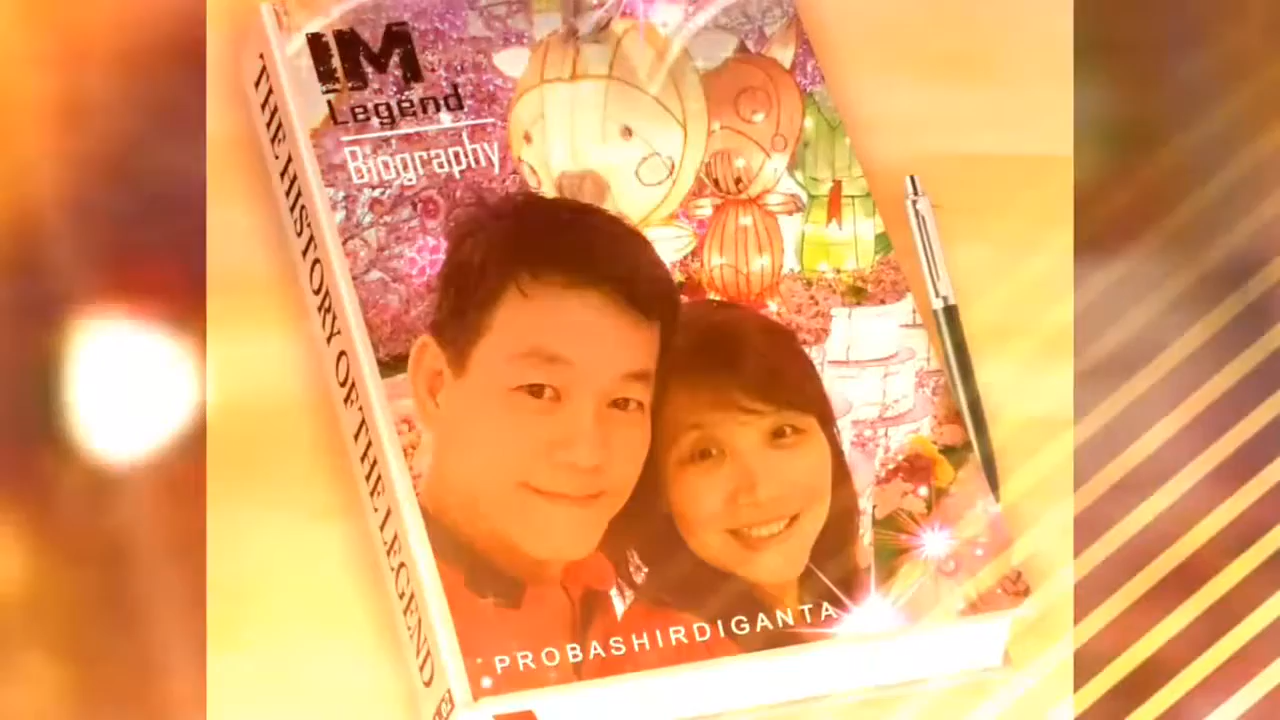 IM
Legend
Biography
THE HISTORY OF THE LEGEND
PROBASHIRDIGANTA